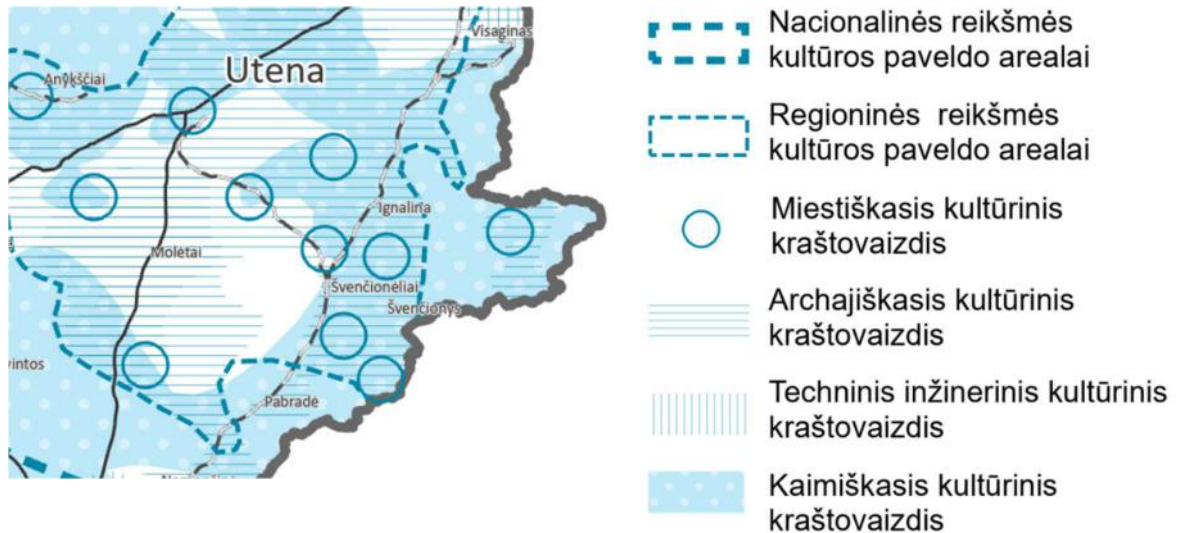 Visaginas
Utena
Anykščiai
Ignalina
Molėtai
Švenčionėliai
Švenčionys
vintos
Pabradė
Nacionalinės reikšmės
kultūros paveldo arealai
Regioninės reikšmės
kultūros paveldo arealai
Miestiškasis kultūrinis
kraštovaizdis
Archajiškasis kultūrinis
kraštovaizdis
Techninis inžinerinis kultūrinis
kraštovaizdis
Kaimiškasis kultūrinis
kraštovaizdis